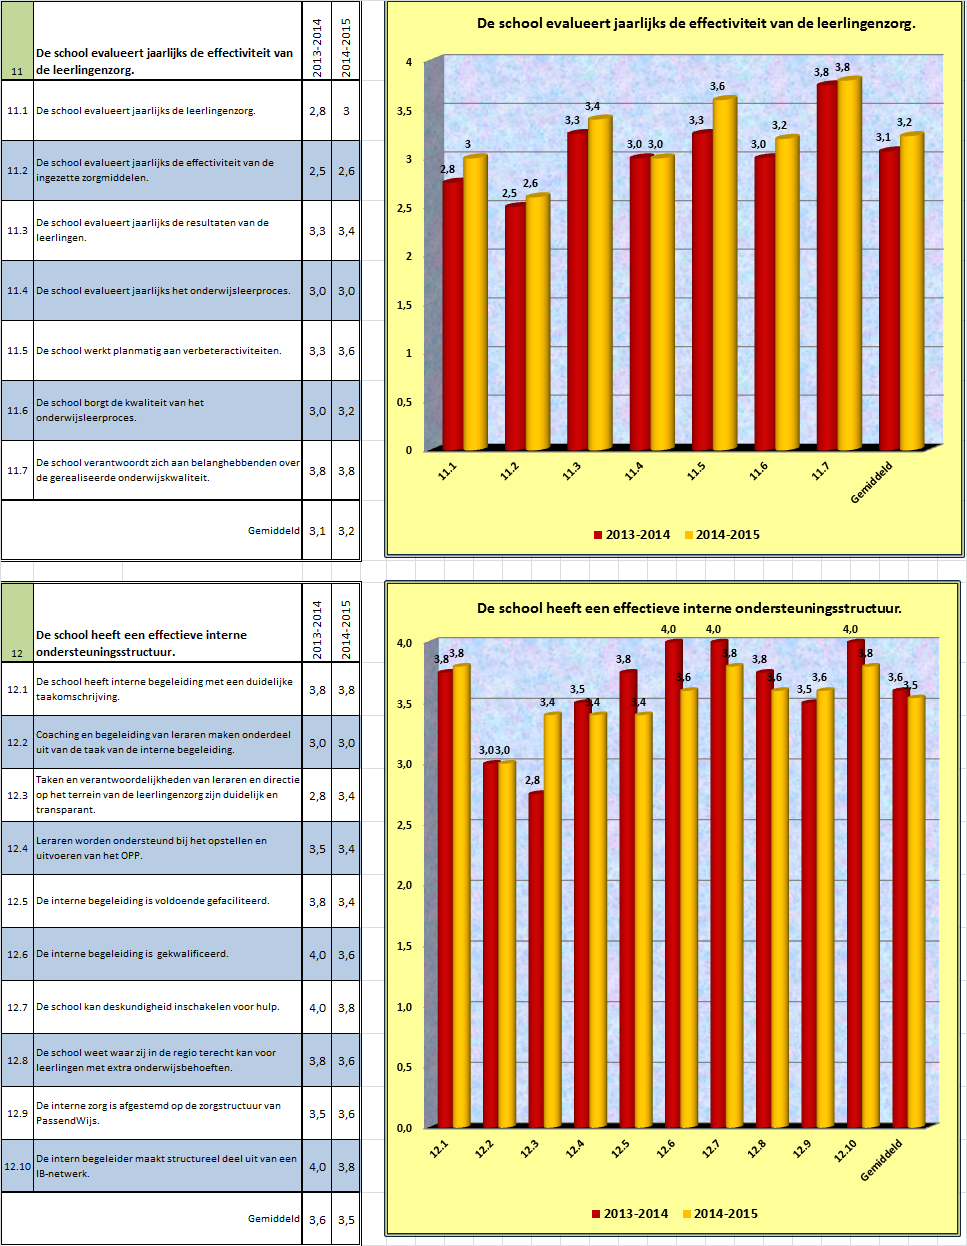 11
De school evalueert jaarlijks de effectiviteit van
de leerlingenzorg.
2013-2014
2014-2015
11.1 De school evalueert jaarlijks de leerlingenzorg. 2,8 3
De school evalueert jaarlijks de effectiviteit van de
11.2 ingezette zorgmiddelen. 2,5 2,6
De school evalueert jaarlijks de resultaten van de
11.3 leerlingen. 3,3 3,4
11.4 De school evalueert jaarlijks het onderwijsleerproces. 3,0 3,0
11.5 De school werkt planmatig aan verbeteractiviteiten. 3,3 3,6
De school borgt de kwaliteit van het
11.6 onderwijsleerproces. 3,0 3,2
De school verantwoordt zich aan belanghebbenden over
11.7 de gerealiseerde onderwijskwaliteit. 3,8 3,8
Gemiddeld 3,1 3,2
De school evalueert jaarlijks de effectiviteit van de leerlingenzorg.
4
3,5
3
2,5
2
1,5
1
0,5
0
2,8 3
2,5 2,6
3,3 3,4
3,0 3,0
3,3 3,6
3,0 3,2
3,8 3,8
3,1 3,2
11.1 11.2 11.3 11.4 11.5 11.6 11.7 Gemiddeld
2013-2014 2014-2015
12
De school heeft een effectieve interne
ondersteuningsstructuur.
2013-2014
2014-2015
De school heeft interne begeleiding met een duidelijke
12.1 taakomschrijving. 3,8 3,8
Coaching en begeleiding van leraren maken onderdeel
12.2 uit van de taak van de interne begeleiding. 3,0 3,0
Taken en verantwoordelijkheden van leraren en directie
12.3 op het terrein van de leerlingenzorg zijn duidelijk en 2,8 3,4
transparant.
Leraren worden ondersteund bij het opstellen en
12.4 uitvoeren van het OPP. 3,5 3,4
12.5 De interne begeleiding is voldoende gefaciliteerd. 3,8 3,4
12.6 De interne begeleiding is gekwalificeerd. 4,0 3,6
12.7 De school kan deskundigheid inschakelen voor hulp. 4,0 3,8
De school weet waar zij in de regio terecht kan voor
12.8 leerlingen met extra onderwijsbehoeften. 3,8 3,6
De interne zorg is afgestemd op de zorgstructuur van
12.9 PassendWijs. 3,5 3,6
De intern begeleider maakt structureel deel uit van een
12.10 IB-netwerk. 4,0 3,8
Gemiddeld 3,6 3,5
De school heeft een effectieve interne ondersteuningsstructuur.
4,0
3,5
3,0
2,5
2,0
1,5
1,0
0,5
0,0
3,8 3,8
3,0 3,0
2,8 3,4
3,5 3,4
3,8 3,4
4,0 3,6
4,0 3,8
3,8 3,6
3,5 3,6
4,0 3,8
3,6 3,5
12.1 12.2 12.3 12.4 12.5 12.6 12.7 12.8 12.9 12.10 Gemiddeld
2013-2014 2014-2015